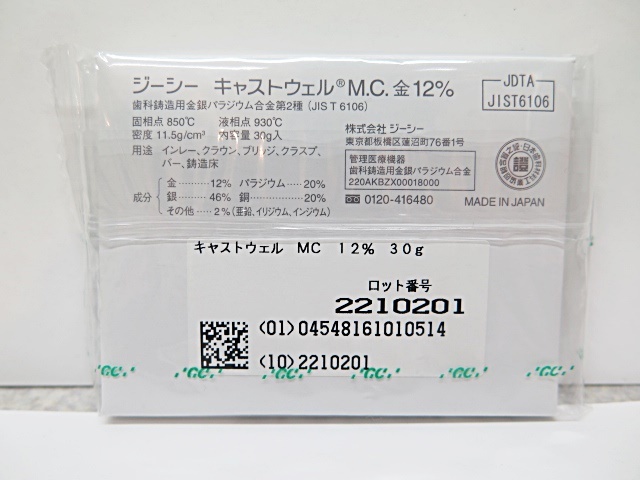 ジーシー キャストウェル®M.C. 金12%
歯科鋳造用金銀パラジウム合金第2種（JIS T 6106）
固相点 850℃ 液相点 930℃
密度 11.5g/cm³ 内容量 30g入
用途 インレー、クラウン、ブリッジ、クラスプ、
バー、鋳造床
成分
金………12% パラジウム……20%
銀………46% 銅………………20%
その他……2%（亜鉛、イリジウム、インジウム）
JDTA
JIST6106
株式会社 ジーシー
東京都板橋区蓮沼町76番1号
管理医療機器
歯科鋳造用金銀パラジウム合金
220AKBZX00018000
0120-416480
MADE IN JAPAN
キャストウェル MC 12% 30g
ロット番号
2210201
(01)04548161010514
(10)2210201
GC GC GC GC GC GC